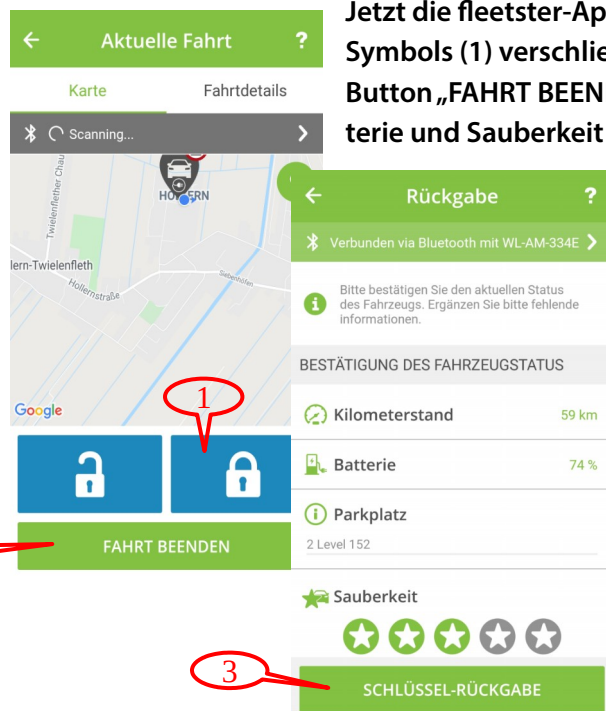 Jetzt die fleetster-Ap
Symbols (1) verschlie
Button „FAHRT BEEN
terie und Sauberkeit
Aktuelle Fahrt ?
Karte Fahrtdetails
Scanning...
Twielenflether Chau
HOLLERN
lern-Twielenfleth
Hollernstraße
Siebenhöfen
Google
1
FAHRT BEENDEN
Rückgabe ?
Verbunden via Bluetooth mit WL-AM-334E
Bitte bestätigen Sie den aktuellen Status
des Fahrzeugs. Ergänzen Sie bitte fehlende
informationen.
BESTÄTIGUNG DES FAHRZEUGSTATUS
Kilometerstand 59 km
Batterie 74 %
Parkplatz
2 Level 152
Sauberkeit
3
SCHLÜSSEL-RÜCKGABE